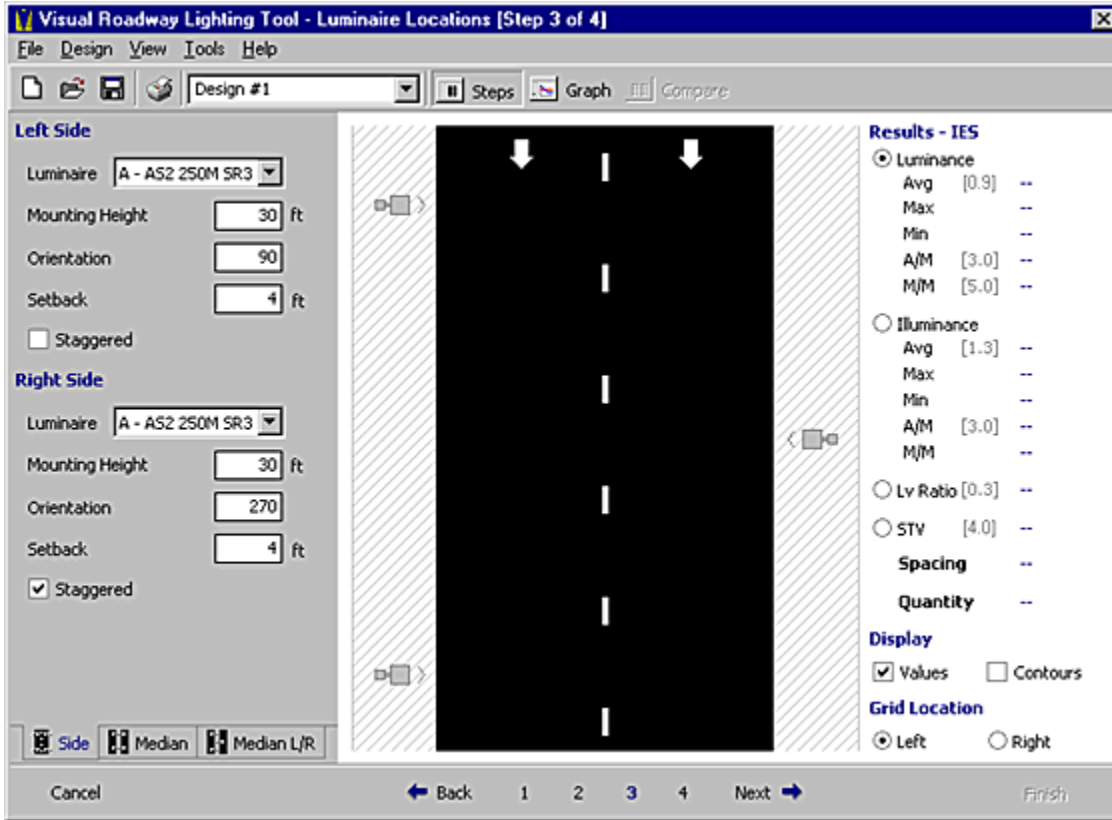 Visual Roadway Lighting Tool - Luminaire Locations [Step 3 of 4]
File Design View Tools Help
Design #1 Steps Graph Compare
Left Side
Luminaire A - AS2 250M SR3
Mounting Height 30 ft
Orientation 90
Setback 4 ft
Staggered
Right Side
Luminaire A - AS2 250M SR3
Mounting Height 30 ft
Orientation 270
Setback 4 ft
Staggered
Side Median Median L/R
Results - IES
Luminance
Avg [0.9] --
Max --
Min --
A/M [3.0] --
M/M [5.0] --
Illuminance
Avg [1.3] --
Max --
Min --
A/M [3.0] --
M/M --
Lv Ratio [0.3] --
STV [4.0] --
Spacing --
Quantity --
Display
Values Contours
Grid Location
Left Right
Cancel Back 1 2 3 4 Next Finish